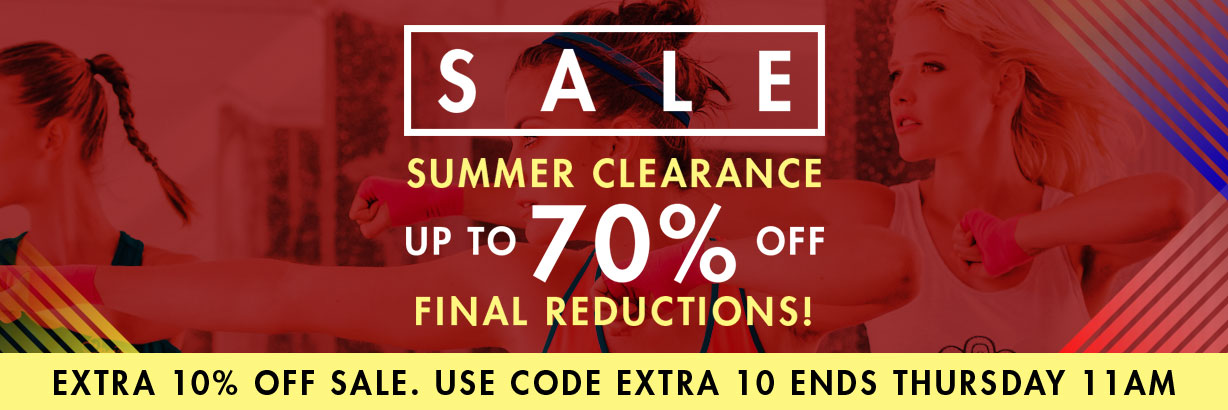 SALE
SUMMER CLEARANCE
UP TO 70% OFF
FINAL REDUCTIONS!
EXTRA 10% OFF SALE. USE CODE EXTRA 10 ENDS THURSDAY 11AM